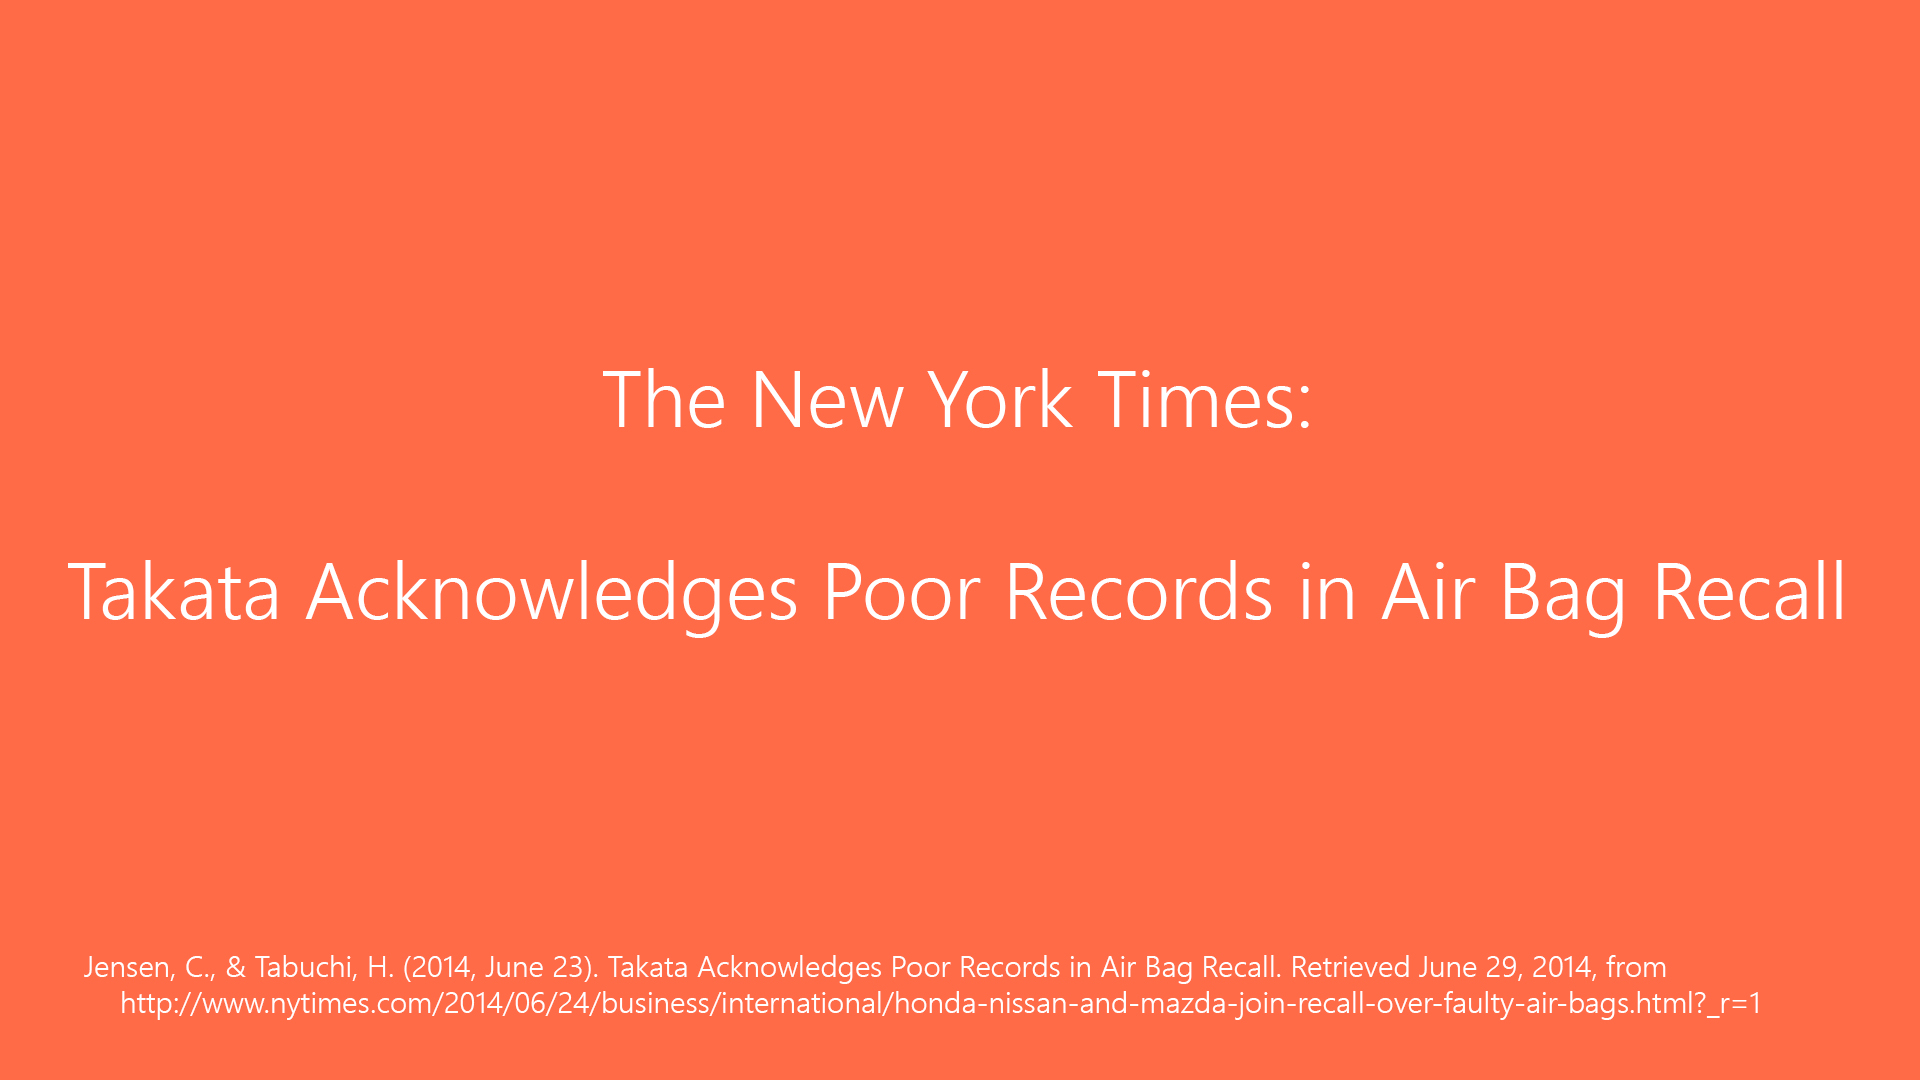 The New York Times:
Takata Acknowledges Poor Records in Air Bag Recall
Jensen, C., & Tabuchi, H. (2014, June 23). Takata Acknowledges Poor Records in Air Bag Recall. Retrieved June 29, 2014, from
http://www.nytimes.com/2014/06/24/business/international/honda-nissan-and-mazda-join-recall-over-faulty-air-bags.html?_r=1